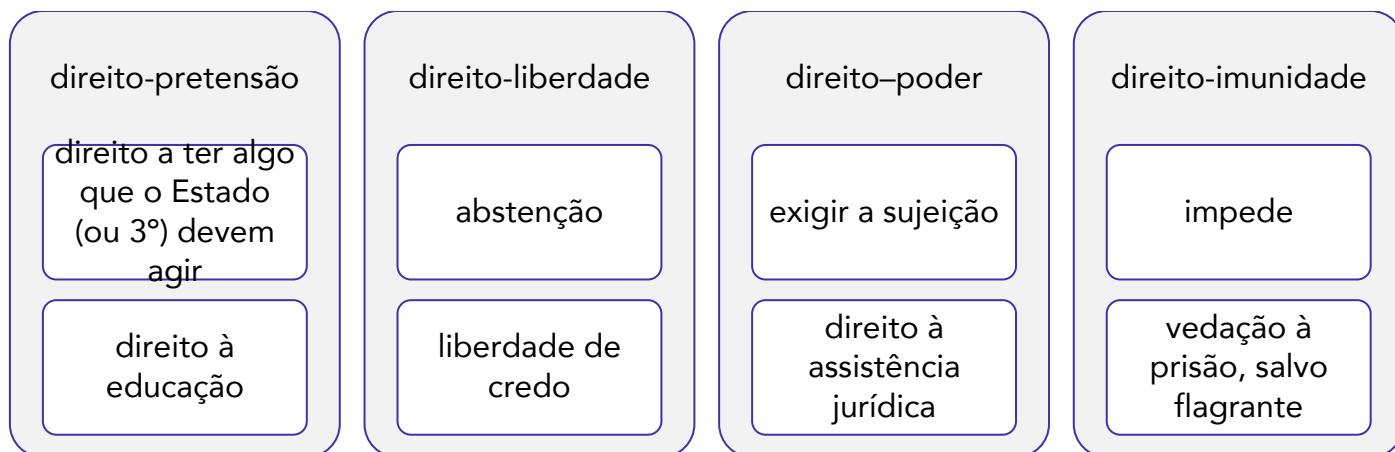 direito-pretensão
direito a ter algo
que o Estado
(ou 3º) devem
agir
direito à
educação
direito-liberdade
abstenção
liberdade de
credo
direito–poder
exigir a sujeição
direito à
assistência
jurídica
direito-imunidade
impede
vedação à
prisão, salvo
flagrante